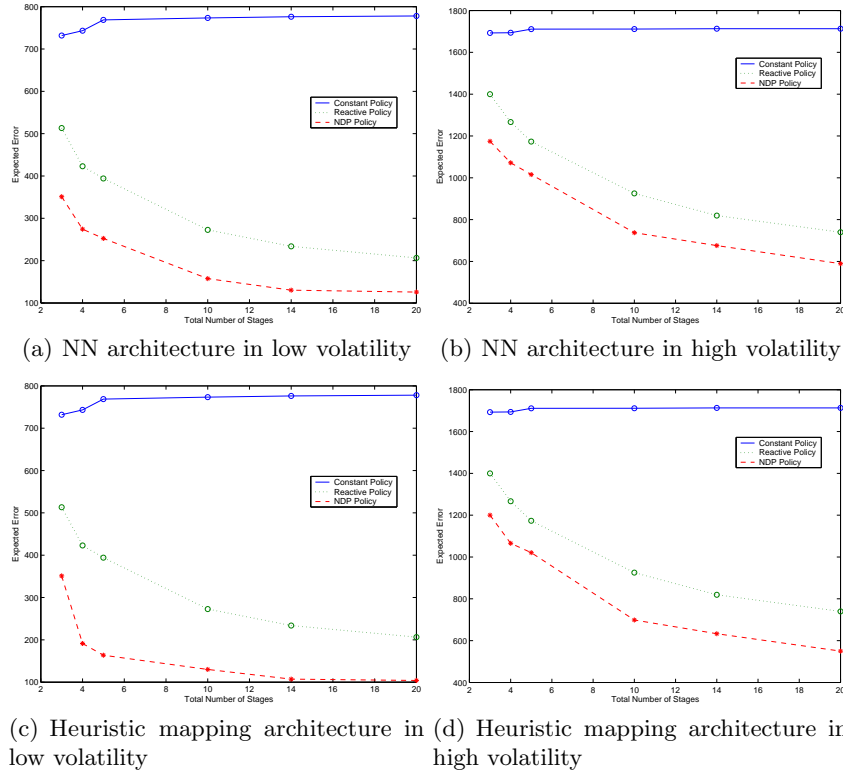 800
700
600
500
400
300
200
100
Expected Error
Constant Policy
Reactive Policy
NDP Policy
2 4 6 8 10 12 14 16 18 20
Total Number of Stages
(a) NN architecture in low volatility
1800
1600
1400
1200
1000
800
600
400
Expected Error
Constant Policy
Reactive Policy
NDP Policy
2 4 6 8 10 12 14 16 18 20
Total Number of Stages
(b) NN architecture in high volatility
800
700
600
500
400
300
200
100
Expected Error
Constant Policy
Reactive Policy
NDP Policy
2 4 6 8 10 12 14 16 18 20
Total Number of Stages
(c) Heuristic mapping architecture in
low volatility
1800
1600
1400
1200
1000
800
600
400
Expected Error
Constant Policy
Reactive Policy
NDP Policy
2 4 6 8 10 12 14 16 18 20
Total Number of Stages
(d) Heuristic mapping architecture in
high volatility